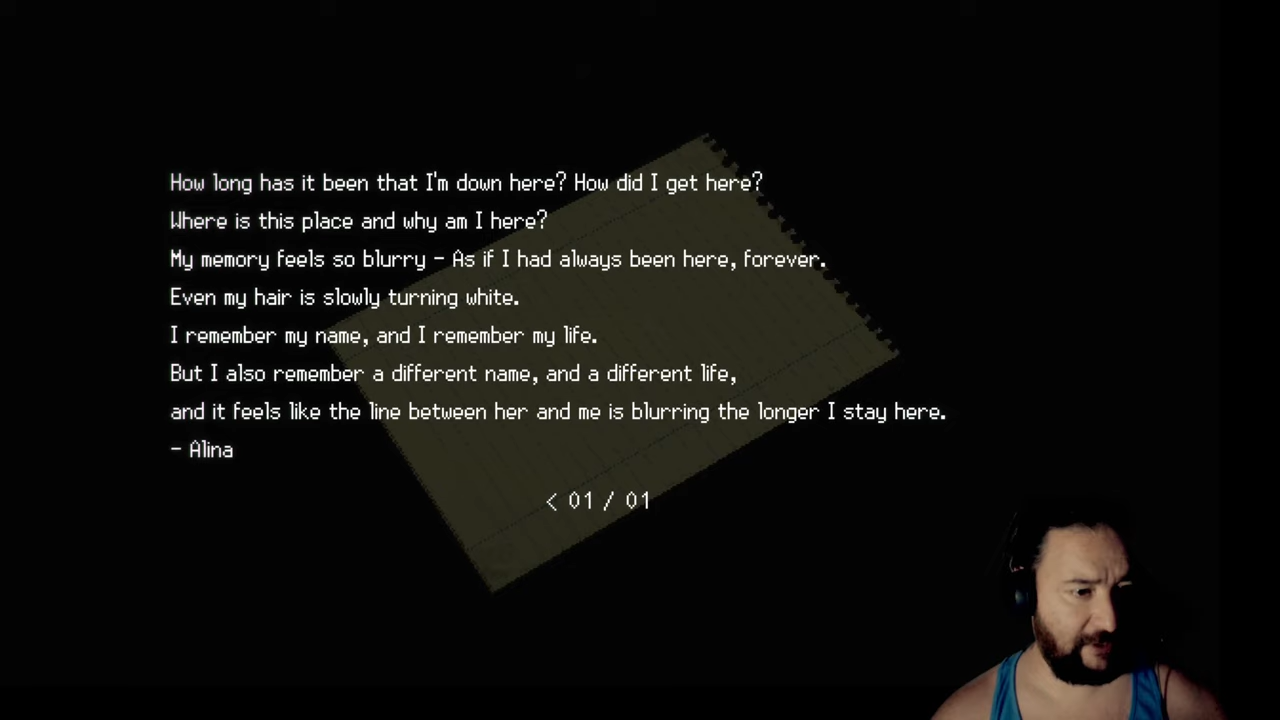 How long has it been that I'm down here? How did I get here?
Where is this place and why am I here?
My memory feels so blurry - As if I had always been here, forever.
Even my hair is slowly turning white.
I remember my name, and I remember my life.
But I also remember a different name, and a different life,
and it feels like the line between her and me is blurring the longer I stay here.
- Alina
< 01 / 01